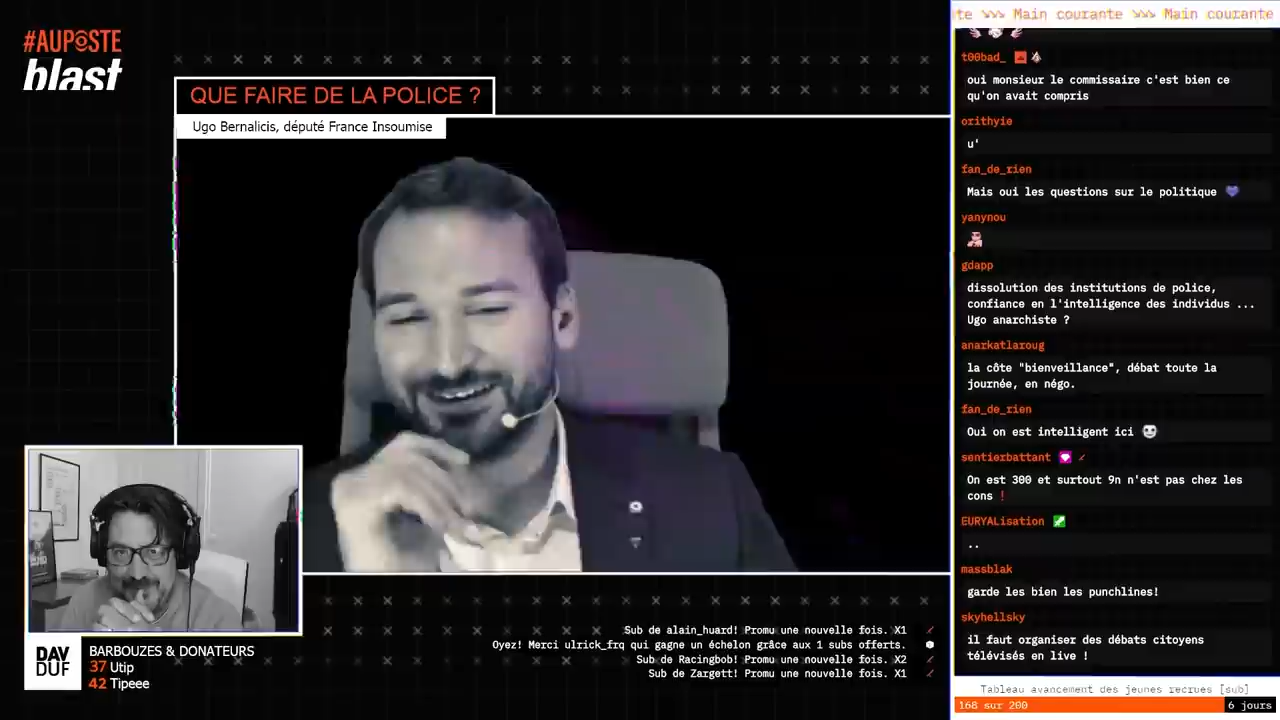 #AUPOSTE
blast
QUE FAIRE DE LA POLICE ?
Ugo Bernalicis, député France Insoumise
DAV
DUF
BARBOUZES & DONATEURS
37 Utip
42 Tipeee
Sub de alain_huard! Promu une nouvelle fois. X1
Oyez! Merci ulrick_frq qui gagne un échelon grâce aux 1 subs offerts.
Sub de Racingbob! Promu une nouvelle fois. X2
Sub de Zargett! Promu une nouvelle fois. X1
te >>> Main courante >>> Main courante
t00bad_
oui monsieur le commissaire c'est bien ce
qu'on avait compris
orithyie
u'
fan_de_rien
Mais oui les questions sur le politique
yanynou
gdapp
dissolution des institutions de police,
confiance en l'intelligence des individus ...
Ugo anarchiste ?
anarkatlaroug
la côte "bienveillance", débat toute la
journée, en négo.
fan_de_rien
Oui on est intelligent ici
sentierbattant
On est 300 et surtout 9n n'est pas chez les
cons !
EURYALisation
..
massblak
garde les bien les punchlines!
skyhellsky
il faut organiser des débats citoyens
télévisés en live !
Tableau avancement des jeunes recrues [sub]
168 sur 200
6 jours